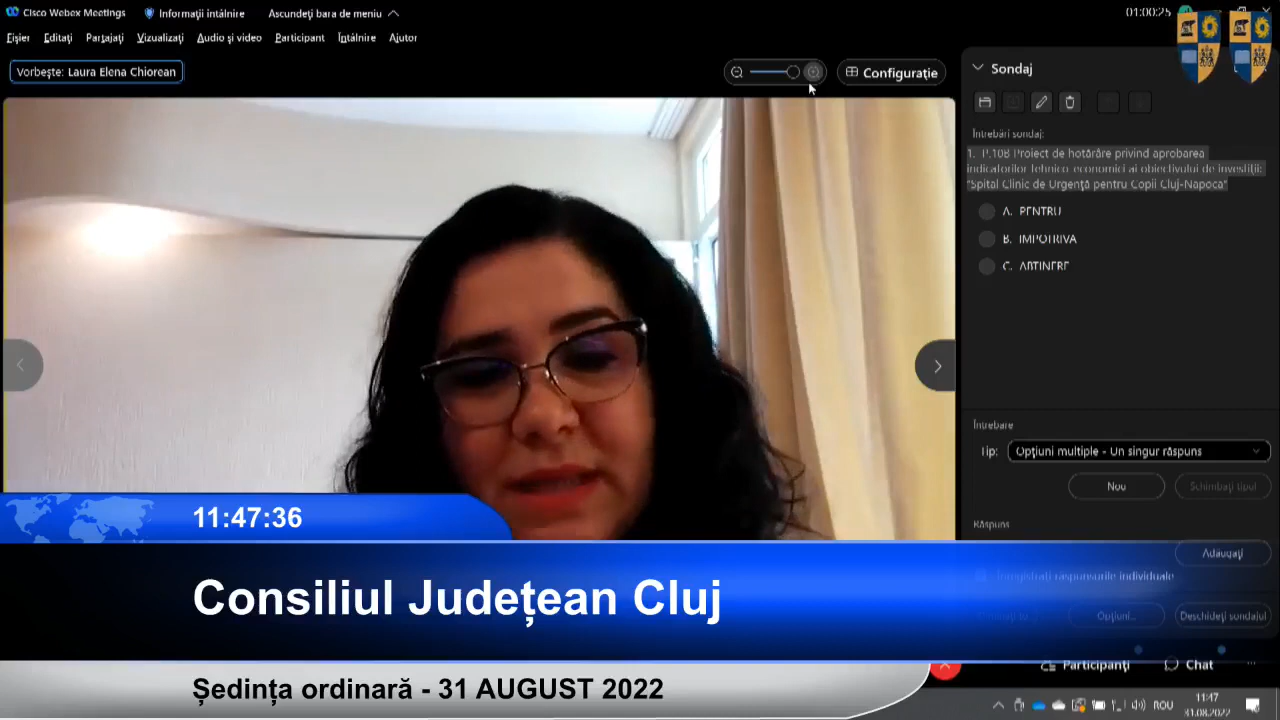 Cisco Webex Meetings
Informații întâlnire
Ascundeți bara de meniu
01:00:25
Fișier Editați Partajați Vizualizați Audio și video Participant Întâlnire Ajutor
Vorbește: Laura Elena Chiorean
Configurație
Sondaj
Întrebări sondaj:
1. P.108 Proiect de hotărâre privind aprobarea
indicatorilor tehnico-economici ai obiectivului de investiții:
"Spital Clinic de Urgență pentru Copii Cluj-Napoca"
A. PENTRU
B. IMPOTRIVA
C. ABTINERE
Întrebare
Tip: Opțiuni multiple - Un singur răspuns
Nou
Schimbați tipul
Răspuns
Adăugați
Înregistrați răspunsurile individuale
Opțiuni...
Deschideți sondajul
11:47:36
Consiliul Județean Cluj
Participanți
Chat
Ședința ordinară - 31 AUGUST 2022
ROU
11:47
31.08.2022